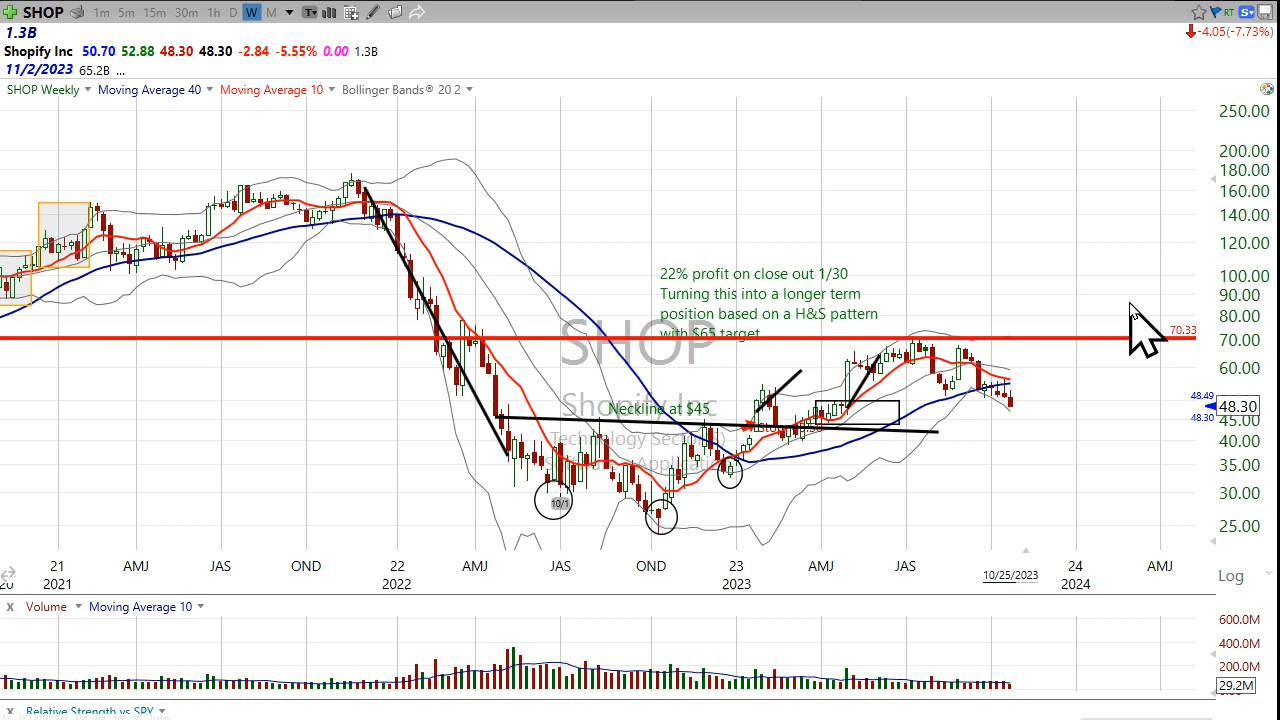 SHOP 1m 5m 15m 30m 1h D W M T RT S
1.3B
-4.05(-7.73%)
Shopify Inc 50.70 52.88 48.30 48.30 -2.84 -5.55% 0.00 1.3B
11/2/2023 65.2B ...
SHOP Weekly Moving Average 40 Moving Average 10 Bollinger Bands® 20 2
250.00
200.00
180.00
160.00
140.00
120.00
100.00
90.00
80.00
70.00
60.00
45.00
40.00
35.00
30.00
25.00
22% profit on close out 1/30
Turning this into a longer term
position based on a H&S pattern
with $65 target
70.33
SHOP
Shopify Inc
Technology Sect
Software Applicati
Neckline at $45
48.49
48.30
48.30
10/1
21 AMJ JAS OND 22 AMJ JAS OND 23 AMJ JAS 24 AMJ
20 2021 2022 2023 10/25/2023 2024
Log
X Volume Moving Average 10
600.0M
400.0M
200.0M
29.2M
X Relative Strength vs SPY